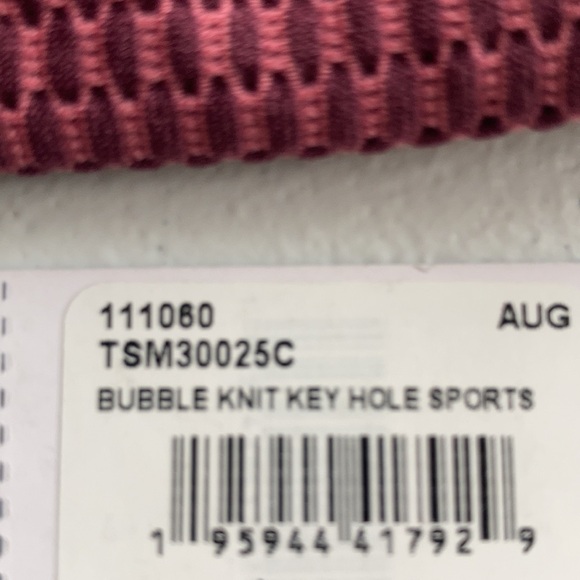 111060 AUG
TSM30025C
BUBBLE KNIT KEY HOLE SPORTS
1 95944 41792 9